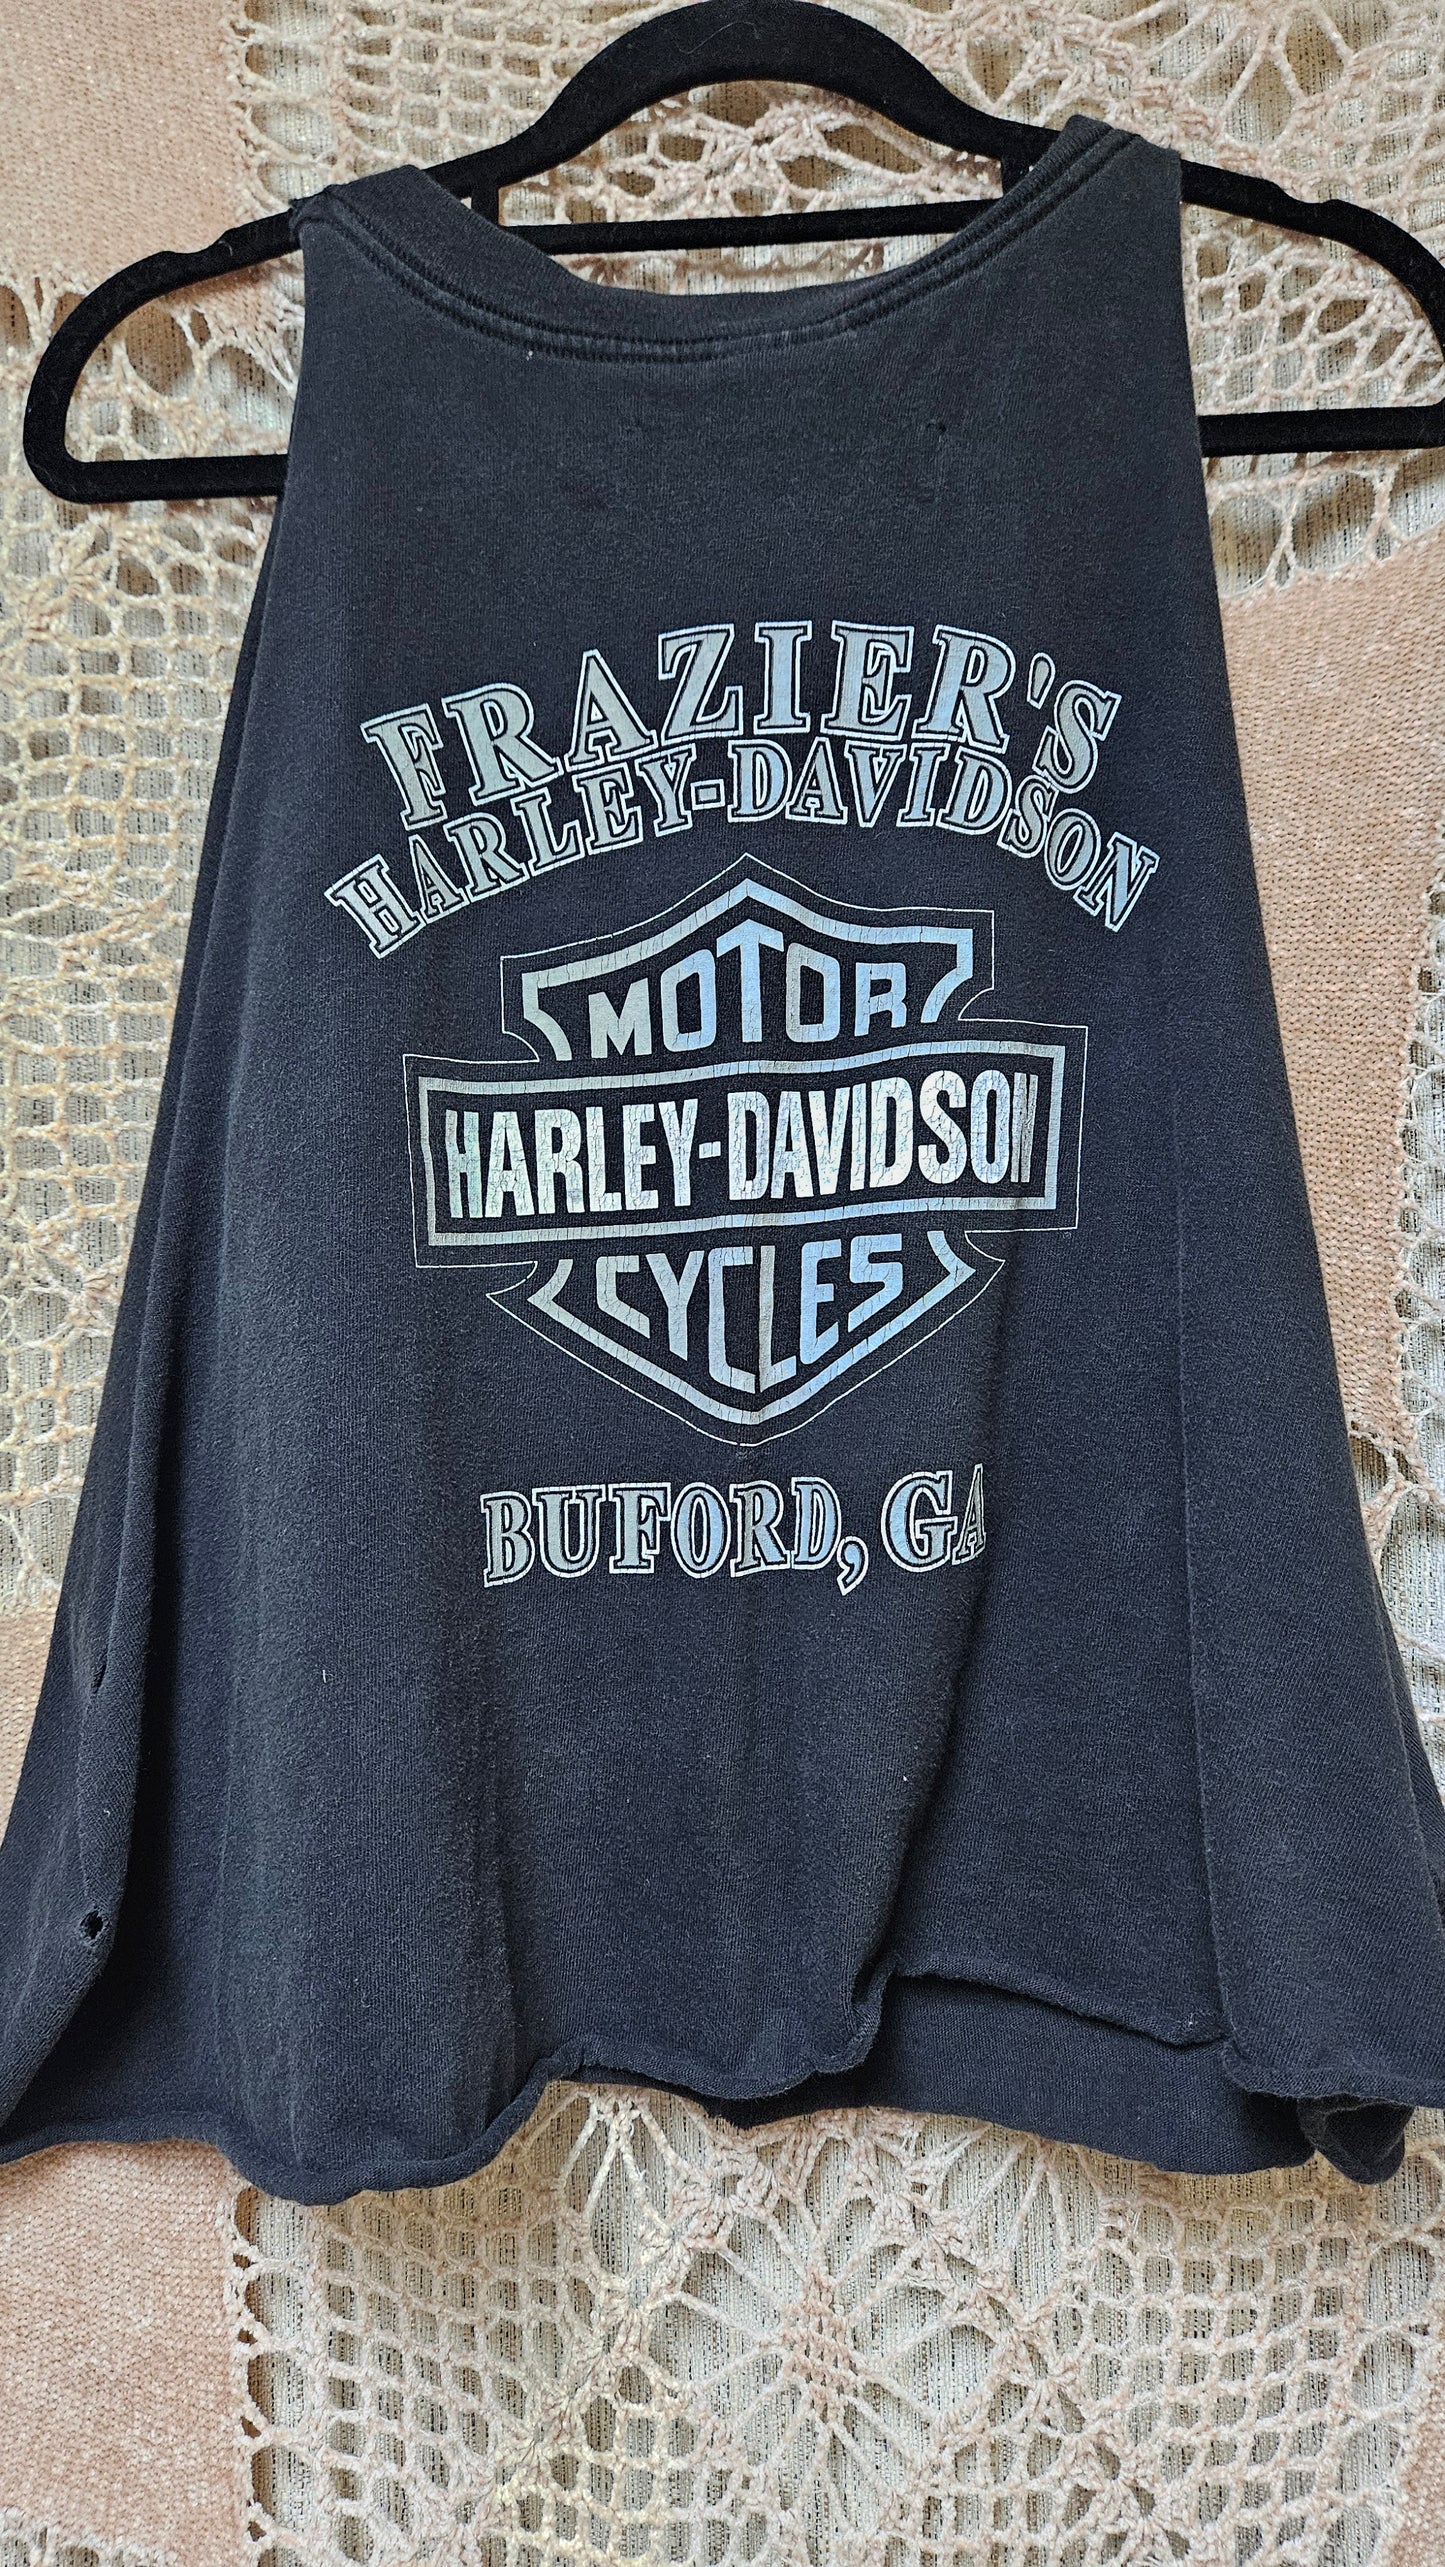 FRAZIER'S
HARLEY-DAVIDSON
MOTOR
HARLEY-DAVIDSON
CYCLES
BUFORD, GA